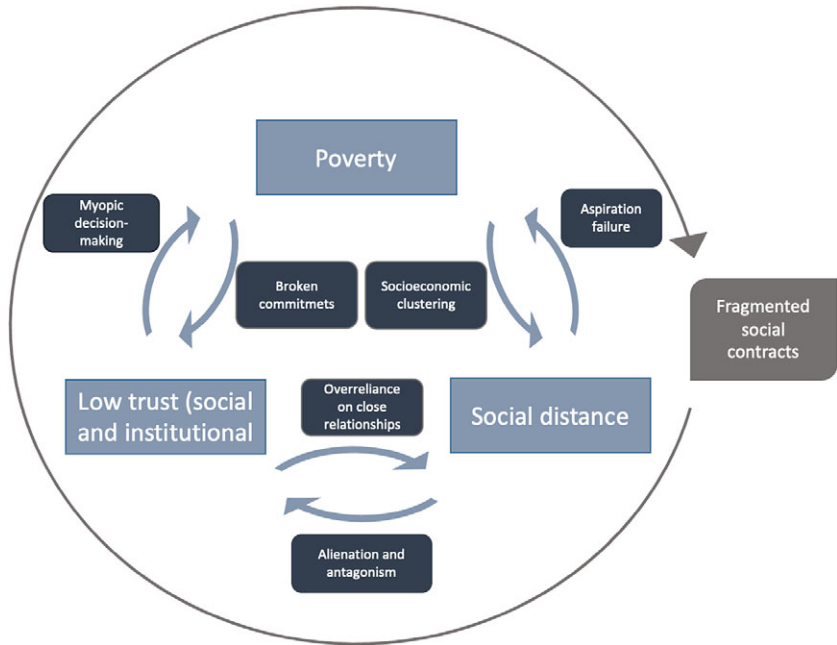 Poverty
Myopic
decision-
making
Aspiration
failure
Broken
commitmets
Socioeconomic
clustering
Fragmented
social
contracts
Low trust (social
and institutional
Overreliance
on close
relationships
Social distance
Alienation and
antagonism